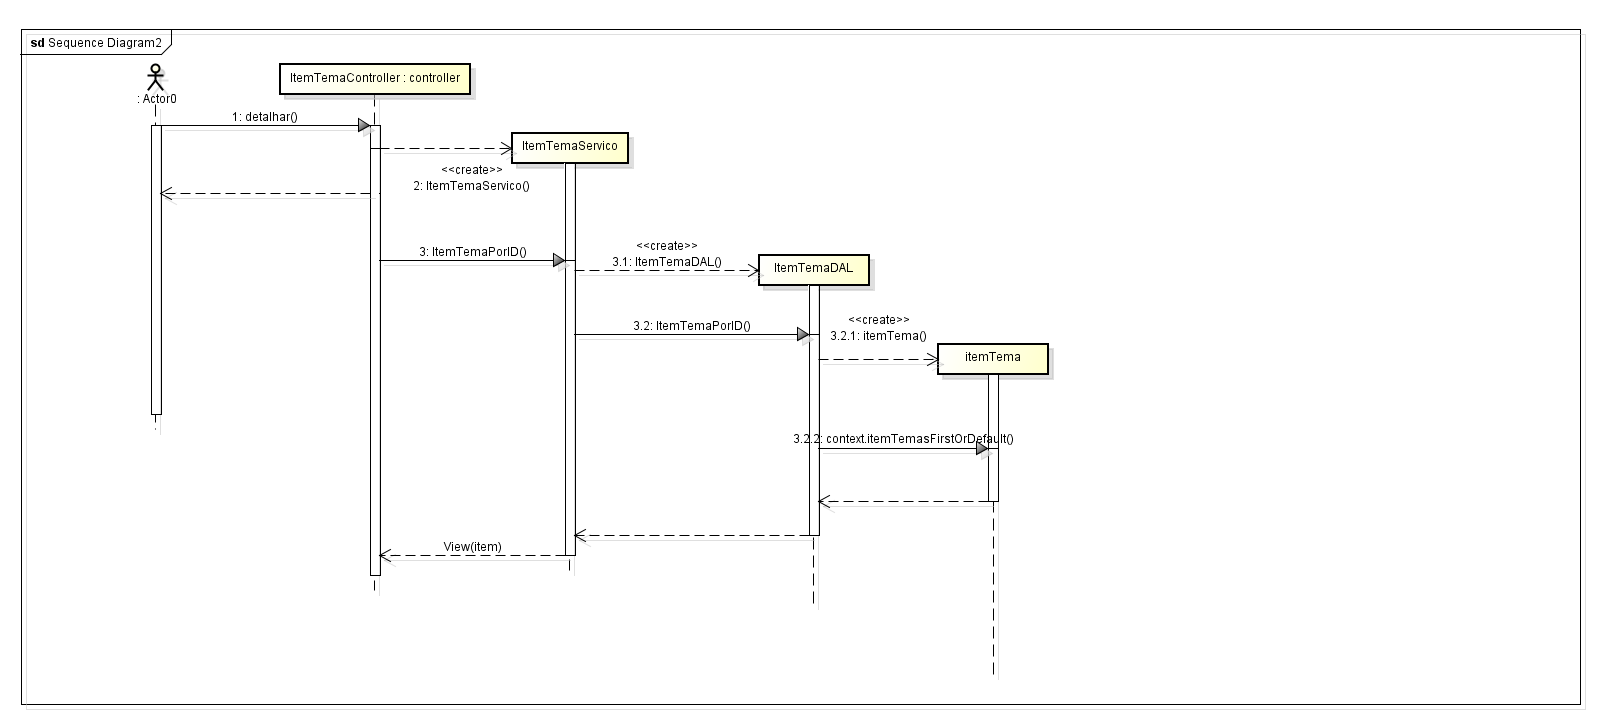 sd Sequence Diagram2
: Actor0
ItemTemaController : controller
1: detalhar()
ItemTemaServico
<<create>>
2: ItemTemaServico()
3: ItemTemaPorID()
<<create>>
3.1: ItemTemaDAL()
ItemTemaDAL
3.2: ItemTemaPorID()
<<create>>
3.2.1: itemTema()
itemTema
3.2.2: context.itemTemasFirstOrDefault()
View(item)